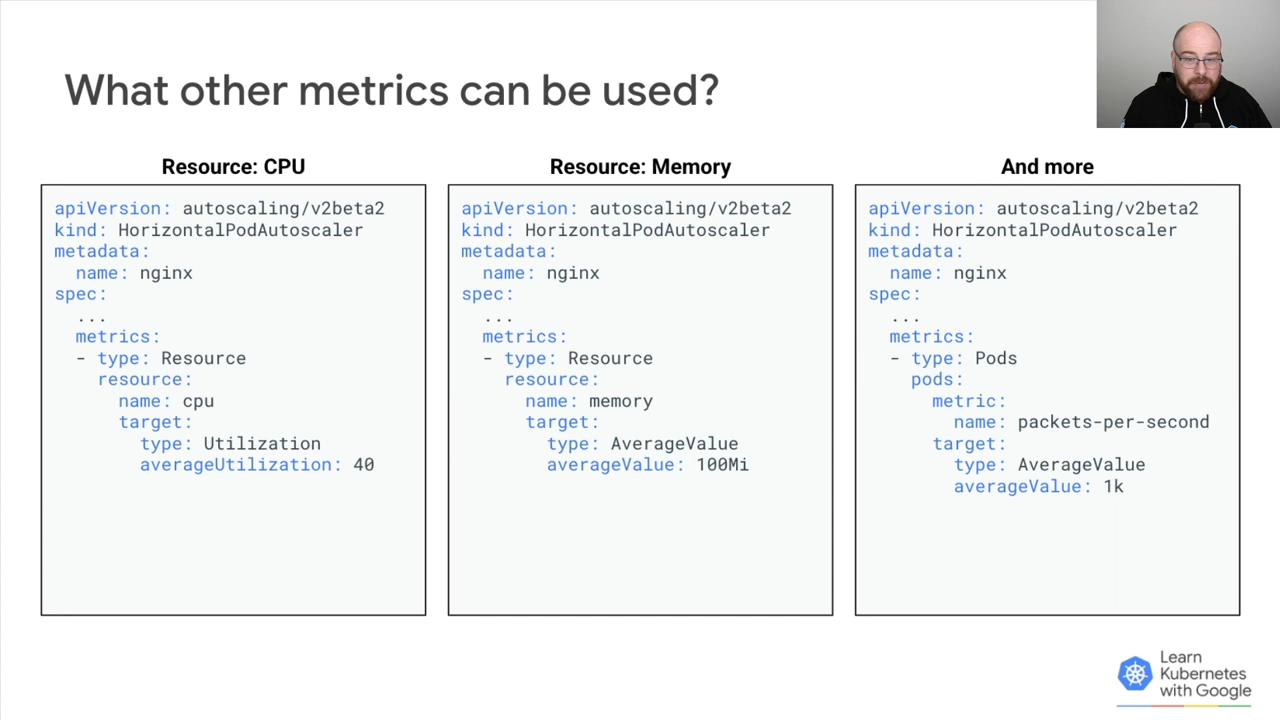 What other metrics can be used?
Resource: CPU
apiVersion: autoscaling/v2beta2
kind: HorizontalPodAutoscaler
metadata:
  name: nginx
spec:
  ...
  metrics:
  - type: Resource
    resource:
      name: cpu
      target:
        type: Utilization
        averageUtilization: 40
Resource: Memory
apiVersion: autoscaling/v2beta2
kind: HorizontalPodAutoscaler
metadata:
  name: nginx
spec:
  ...
  metrics:
  - type: Resource
    resource:
      name: memory
      target:
        type: AverageValue
        averageValue: 100Mi
And more
apiVersion: autoscaling/v2beta2
kind: HorizontalPodAutoscaler
metadata:
  name: nginx
spec:
  ...
  metrics:
  - type: Pods
    pods:
      metric:
        name: packets-per-second
      target:
        type: AverageValue
        averageValue: 1k
Learn
Kubernetes
with Google